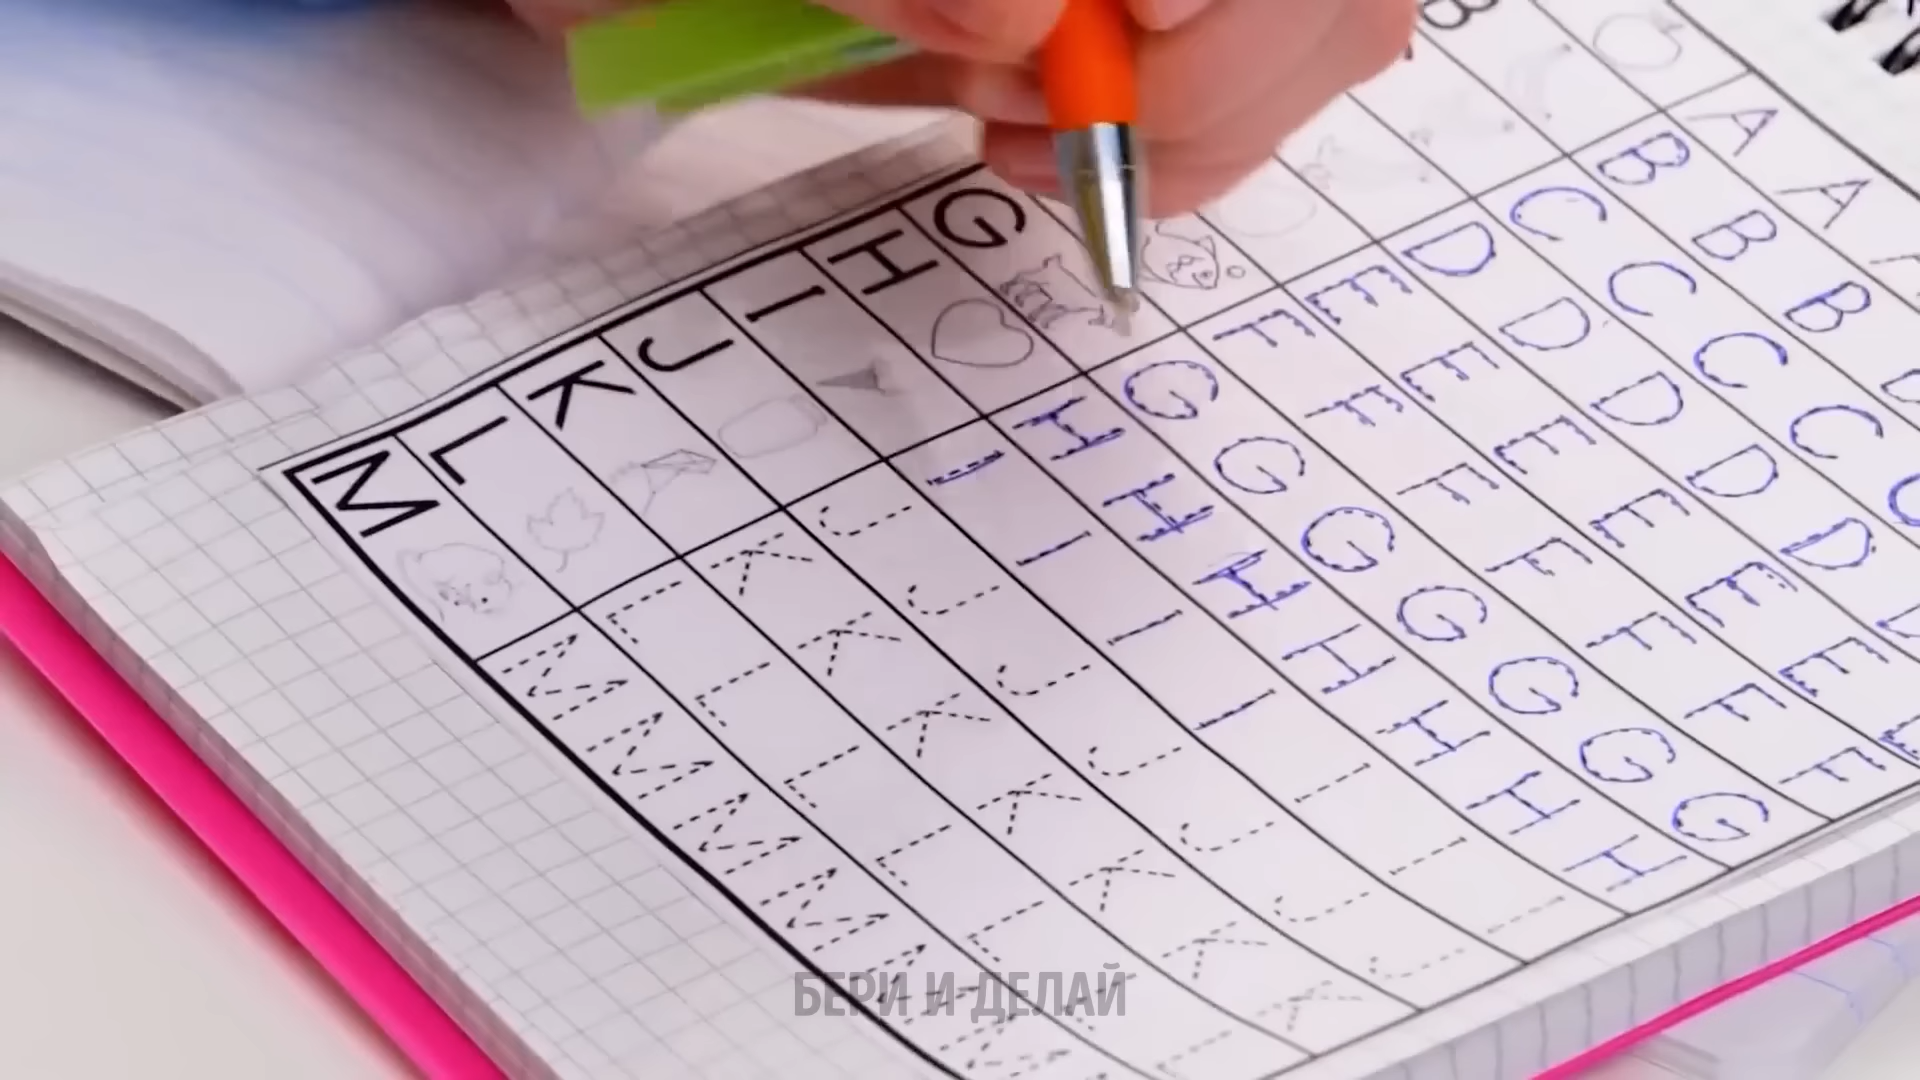 B
A A A
B B B B
C C C C C
D D D D D D
E E E E E E E
F F F F F F F
G G G G G G G G
H H H H H H H H
I I I I I I I I
J J J J J J J J
K K K K K K K K
L L L L L L
M M M M M M M
БЕРИ И ДЕЛАЙ